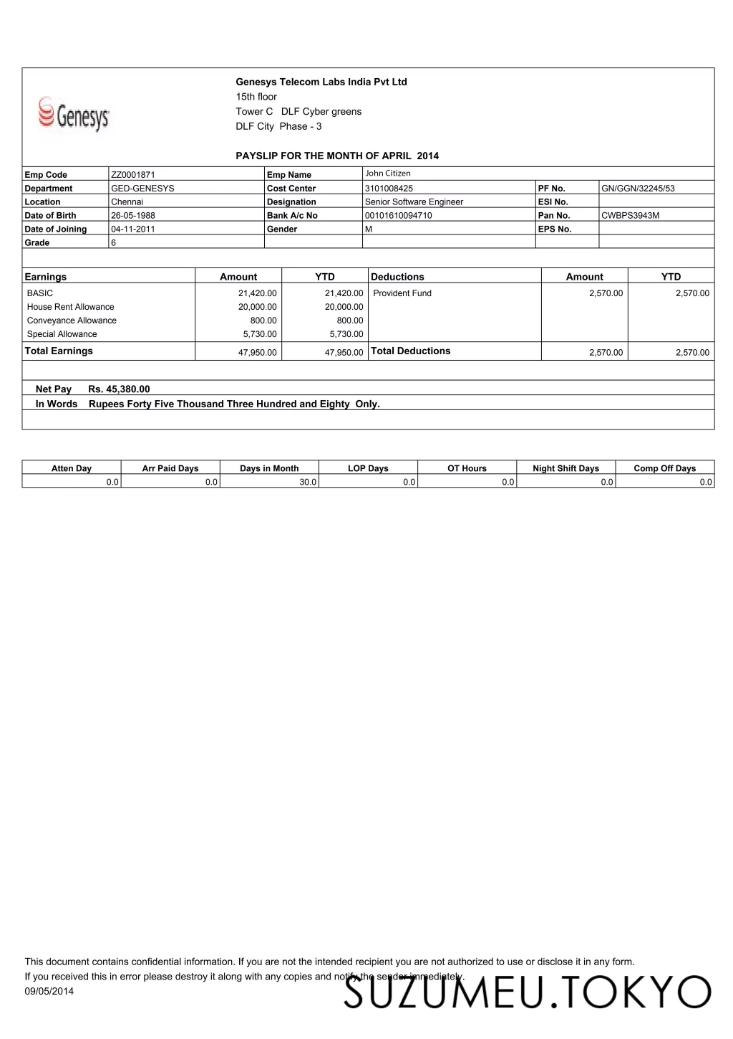 Genesys
Genesys Telecom Labs India Pvt Ltd
15th floor
Tower C DLF Cyber greens
DLF City Phase - 3
PAYSLIP FOR THE MONTH OF APRIL 2014
Emp Code ZZ0001871 Emp Name John Citizen
Department GED-GENESYS Cost Center 3101008425 PF No. GN/GGN/32245/53
Location Chennai Designation Senior Software Engineer ESI No.
Date of Birth 26-05-1988 Bank A/c No 00101610094710 Pan No. CWBPS3943M
Date of Joining 04-11-2011 Gender M EPS No.
Grade 6
Earnings Amount YTD Deductions Amount YTD
BASIC 21,420.00 21,420.00 Provident Fund 2,570.00 2,570.00
House Rent Allowance 20,000.00 20,000.00
Conveyance Allowance 800.00 800.00
Special Allowance 5,730.00 5,730.00
Total Earnings 47,950.00 47,950.00 Total Deductions 2,570.00 2,570.00
Net Pay Rs. 45,380.00
In Words Rupees Forty Five Thousand Three Hundred and Eighty Only.
Atten Day Arr Paid Days Days in Month LOP Days OT Hours Night Shift Days Comp Off Days
0.0 0.0 30.0 0.0 0.0 0.0 0.0
This document contains confidential information. If you are not the intended recipient you are not authorized to use or disclose it in any form.
If you received this in error please destroy it along with any copies and notify the sender immediately.
09/05/2014
SUZUMEU.TOKYO